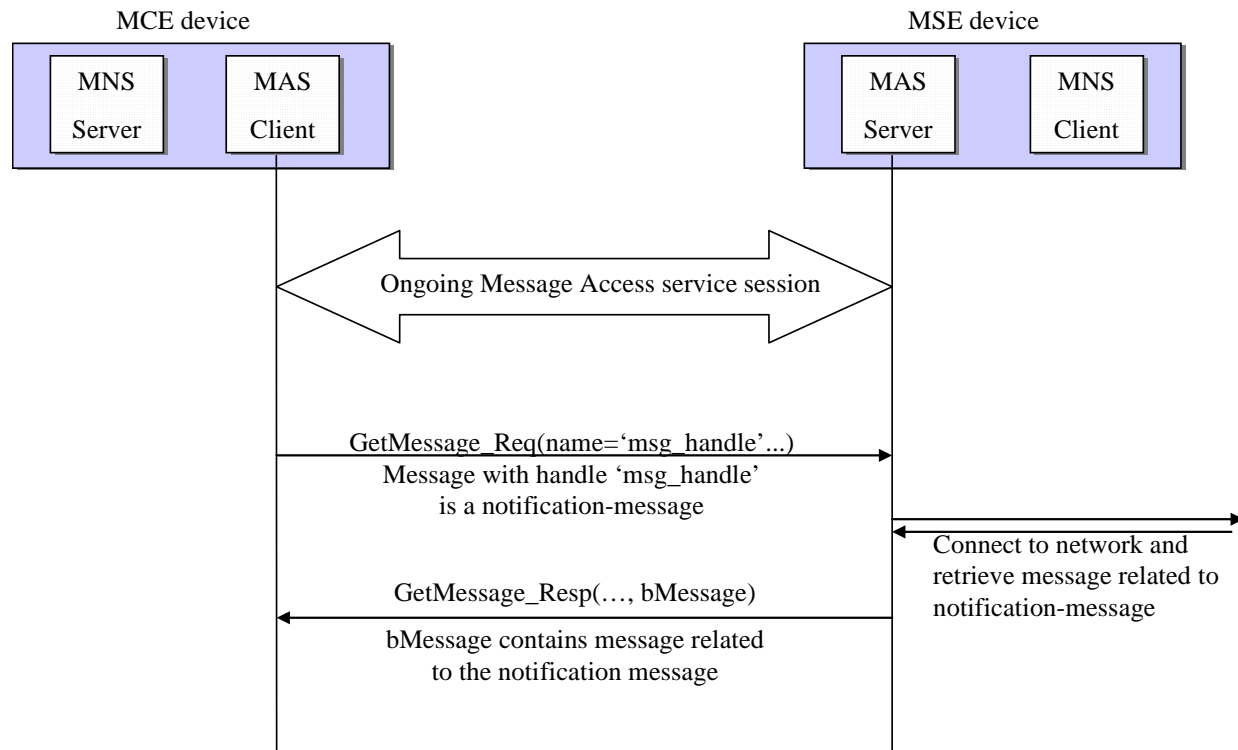 MCE device
MSE device
MNS
Server
MAS
Client
MAS
Server
MNS
Client
Ongoing Message Access service session
GetMessage_Req(name=‘msg_handle’...)
Message with handle ‘msg_handle’
is a notification-message
Connect to network and
retrieve message related to
notification-message
GetMessage_Resp(…, bMessage)
bMessage contains message related
to the notification message